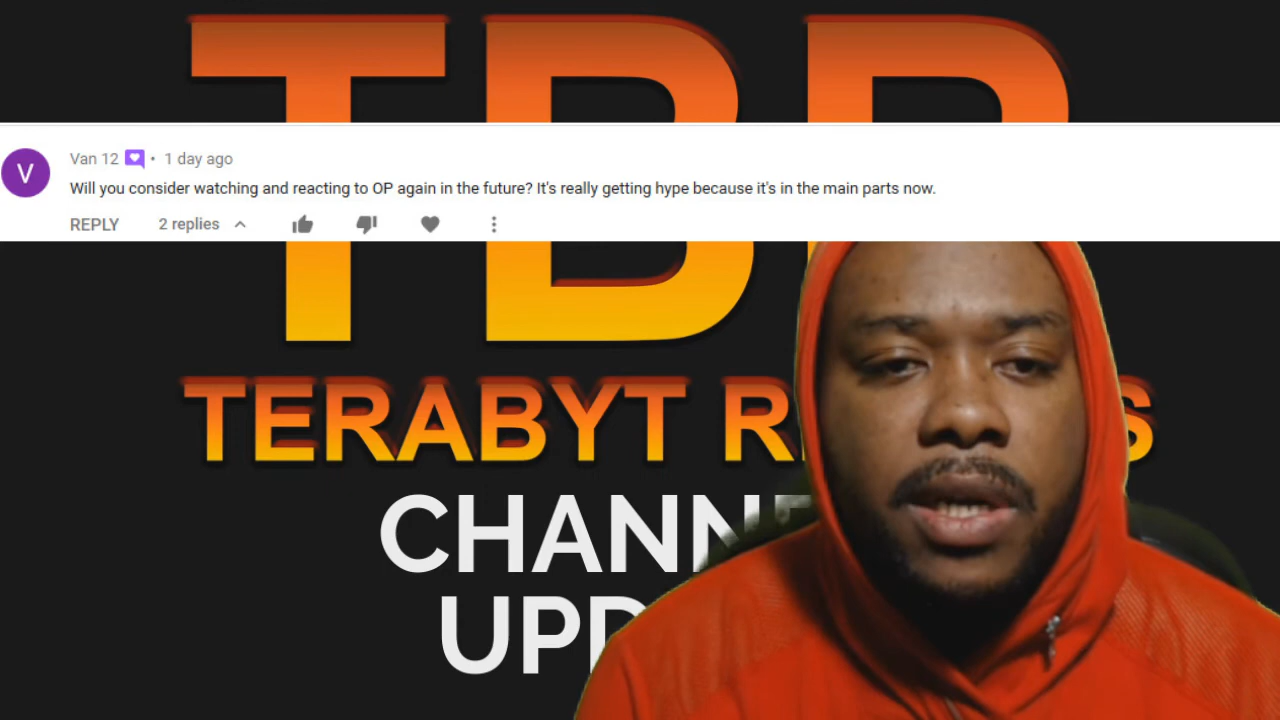 TBR
Van 12 • 1 day ago
V
Will you consider watching and reacting to OP again in the future? It's really getting hype because it's in the main parts now.
REPLY 2 replies
TERABYT R
S
CHANN
UPD